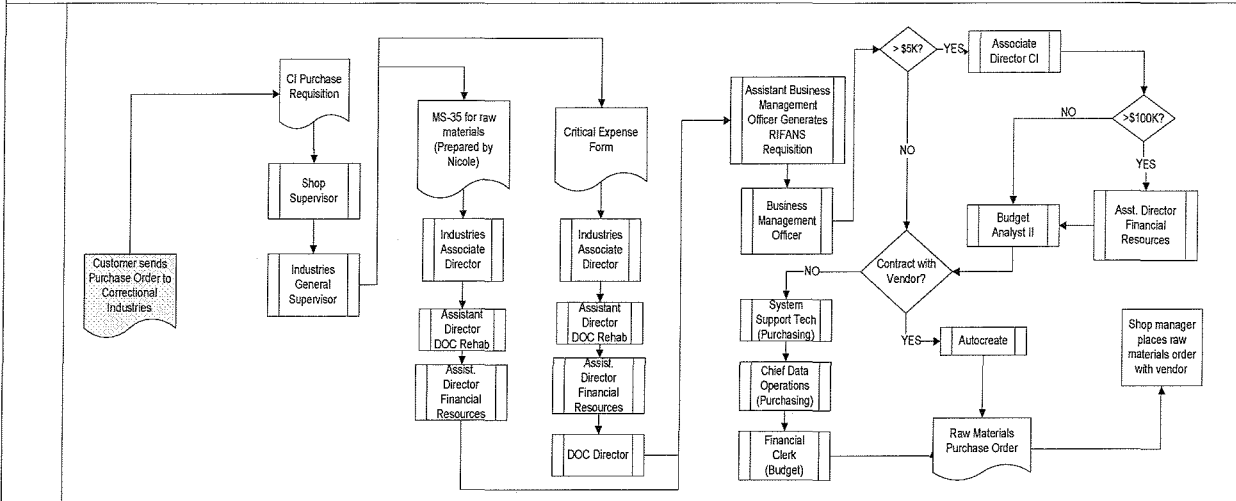 Customer sends
Purchase Order to
Correctional
Industries
CI Purchase
Requisition
Shop
Supervisor
Industries
General
Supervisor
MS-35 for raw
materials
(Prepared by
Nicole)
Industries
Associate
Director
Assistant
Director
DOC Rehab
Assist.
Director
Financial
Resources
Critical Expense
Form
Industries
Associate
Director
Assistant
Director
DOC Rehab
Assist.
Director
Financial
Resources
DOC Director
Assistant Business
Management
Officer Generates
RIFANS
Requisition
Business
Management
Officer
> $5K?
YES
NO
Associate
Director CI
>$100K?
NO
YES
Asst. Director
Financial
Resources
Budget
Analyst II
Contract with
Vendor?
NO
YES
System
Support Tech
(Purchasing)
Chief Data
Operations
(Purchasing)
Financial
Clerk
(Budget)
Autocreate
Raw Materials
Purchase Order
Shop manager
places raw
materials order
with vendor